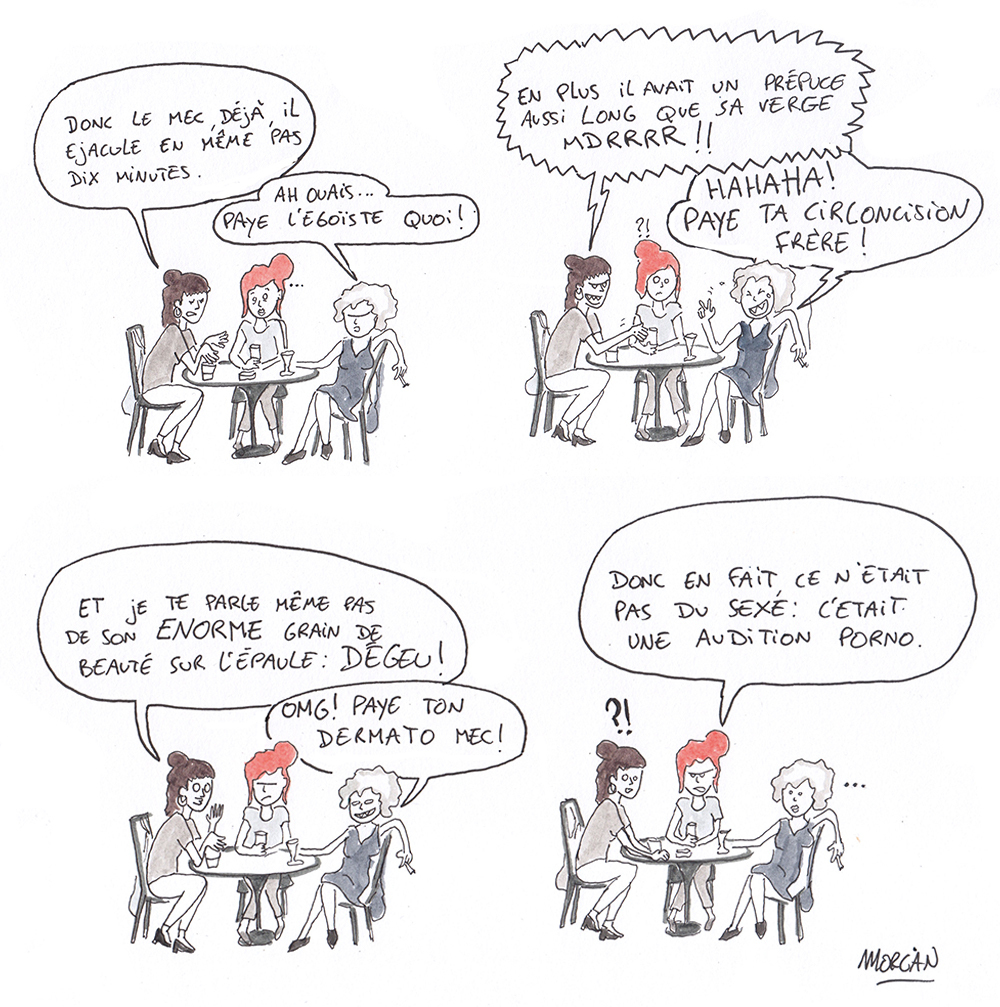 DONC LE MEC, DÉJÀ, IL
EJACULE EN MÊME PAS
DIX MINUTES.
AH OUAIS...
PAYE L'ÉGOÏSTE QUOI !
...
EN PLUS IL AVAIT UN PRÉPUCE
AUSSI LONG QUE SA VERGE
MDRRRR !!
HAHAHA !
PAYE TA CIRCONCISION
FRÈRE !
?!
ET JE TE PARLE MÊME PAS
DE SON ENORME GRAIN DE
BEAUTÉ SUR L'ÉPAULE : DÉGEU !
OMG ! PAYE TON
DERMATO MEC !
DONC EN FAIT, CE N'ÉTAIT
PAS DU SEXE : C'ETAIT
UNE AUDITION PORNO.
?!
...
MORGAN